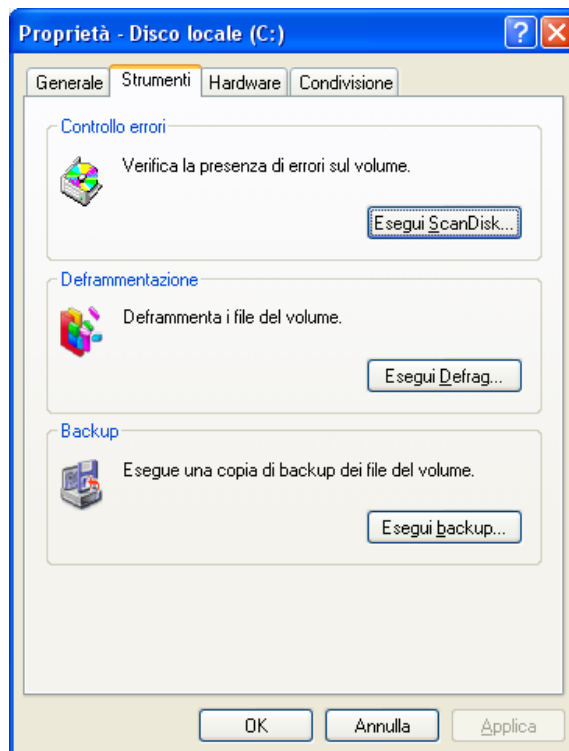 Proprietà - Disco locale (C:)
Generale Strumenti Hardware Condivisione
Controllo errori
Verifica la presenza di errori sul volume.
Esegui ScanDisk...
Deframmentazione
Deframmenta i file del volume.
Esegui Defrag...
Backup
Esegue una copia di backup dei file del volume.
Esegui backup...
OK Annulla Applica